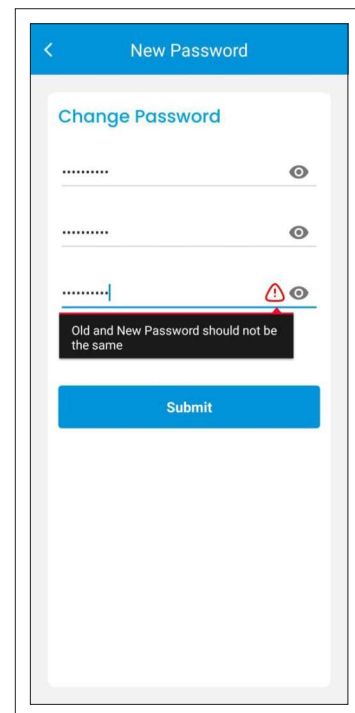 New Password
Change Password
••••••••••
••••••••••
••••••••••
Old and New Password should not be
the same
Submit